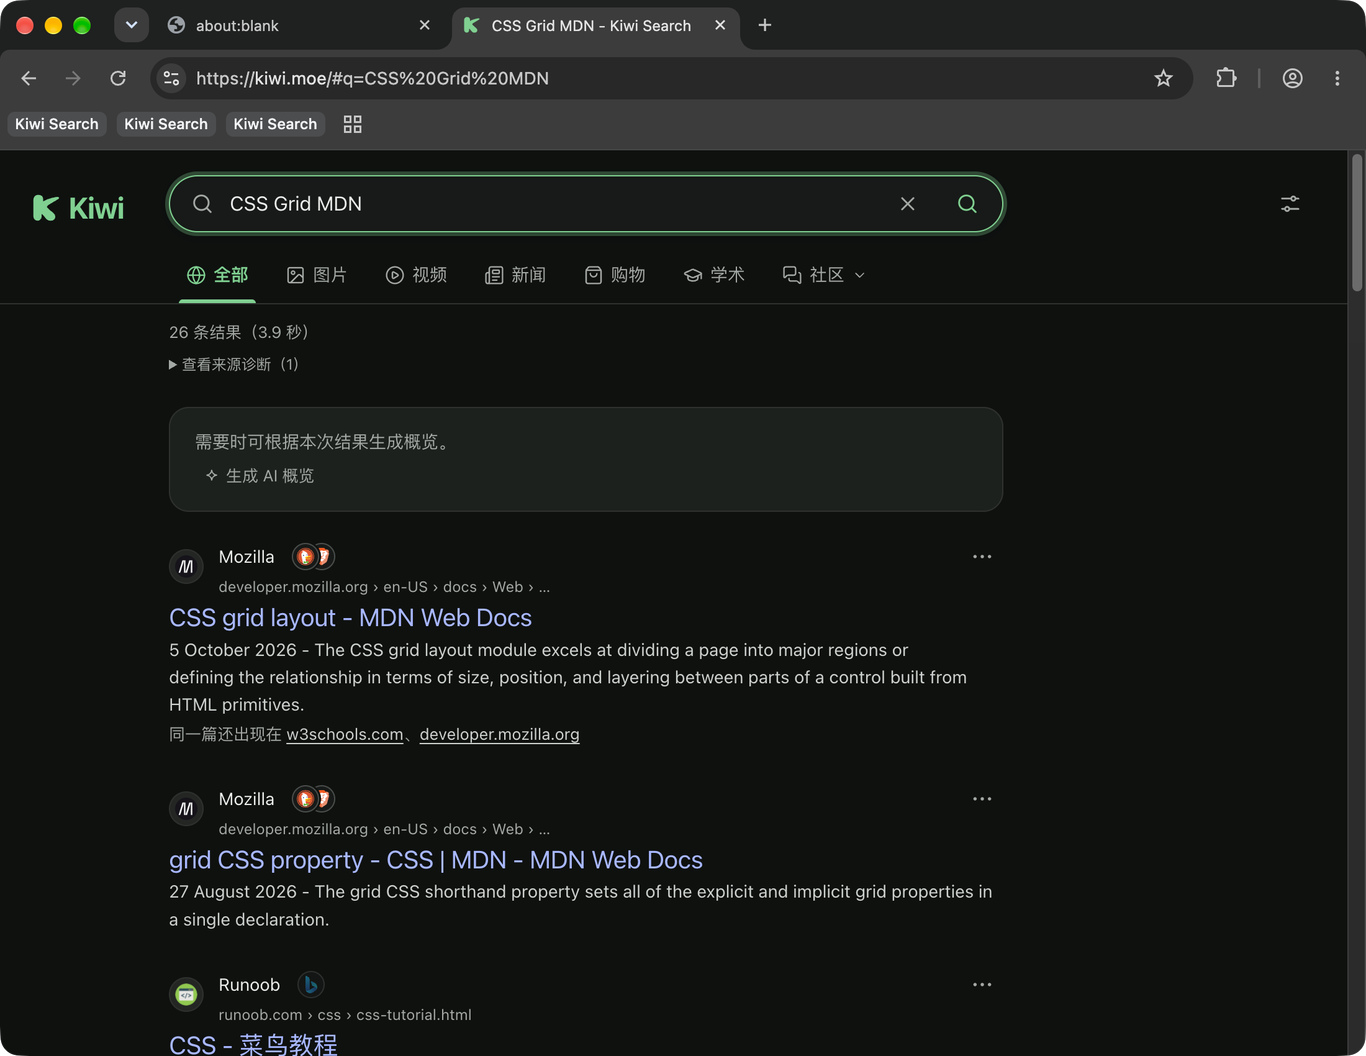 about:blank
CSS Grid MDN - Kiwi Search
https://kiwi.moe/#q=CSS%20Grid%20MDN
Kiwi Search
Kiwi Search
Kiwi Search
Kiwi
CSS Grid MDN
全部
图片
视频
新闻
购物
学术
社区
26 条结果（3.9 秒）
查看来源诊断（1）
需要时可根据本次结果生成概览。
生成 AI 概览
Mozilla
developer.mozilla.org › en-US › docs › Web › ...
CSS grid layout - MDN Web Docs
5 October 2026 - The CSS grid layout module excels at dividing a page into major regions or
defining the relationship in terms of size, position, and layering between parts of a control built from
HTML primitives.
同一篇还出现在 w3schools.com、developer.mozilla.org
Mozilla
developer.mozilla.org › en-US › docs › Web › ...
grid CSS property - CSS | MDN - MDN Web Docs
27 August 2026 - The grid CSS shorthand property sets all of the explicit and implicit grid properties in
a single declaration.
Runoob
runoob.com › css › css-tutorial.html
CSS - 菜鸟教程